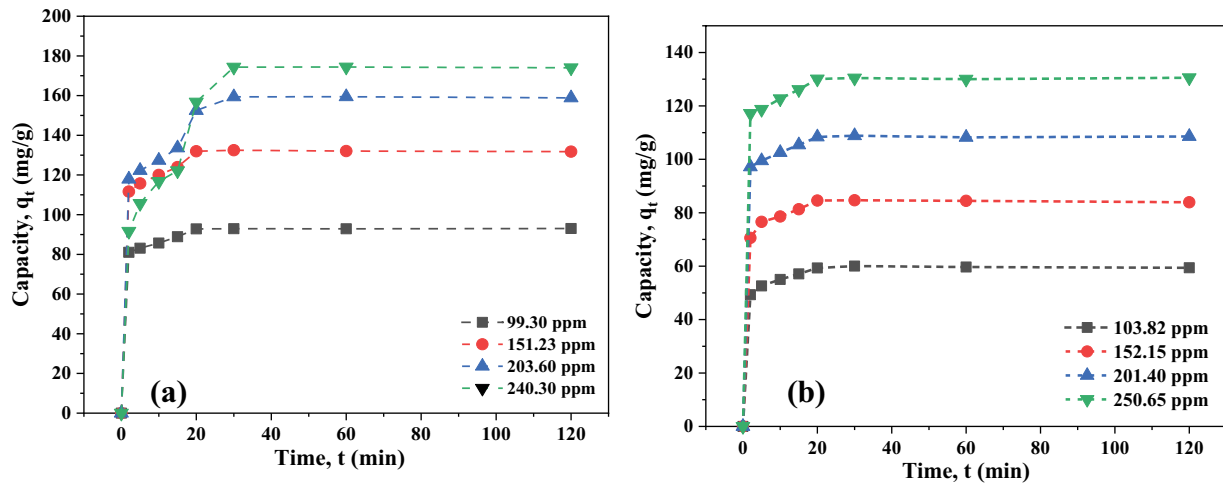 200
180
160
140
120
100
80
60
40
20
0
Capacity, qt (mg/g)
0 20 40 60 80 100 120
Time, t (min)
99.30 ppm
151.23 ppm
203.60 ppm
240.30 ppm
(a)
140
120
100
80
60
40
20
0
Capacity, qt (mg/g)
0 20 40 60 80 100 120
Time, t (min)
103.82 ppm
152.15 ppm
201.40 ppm
250.65 ppm
(b)